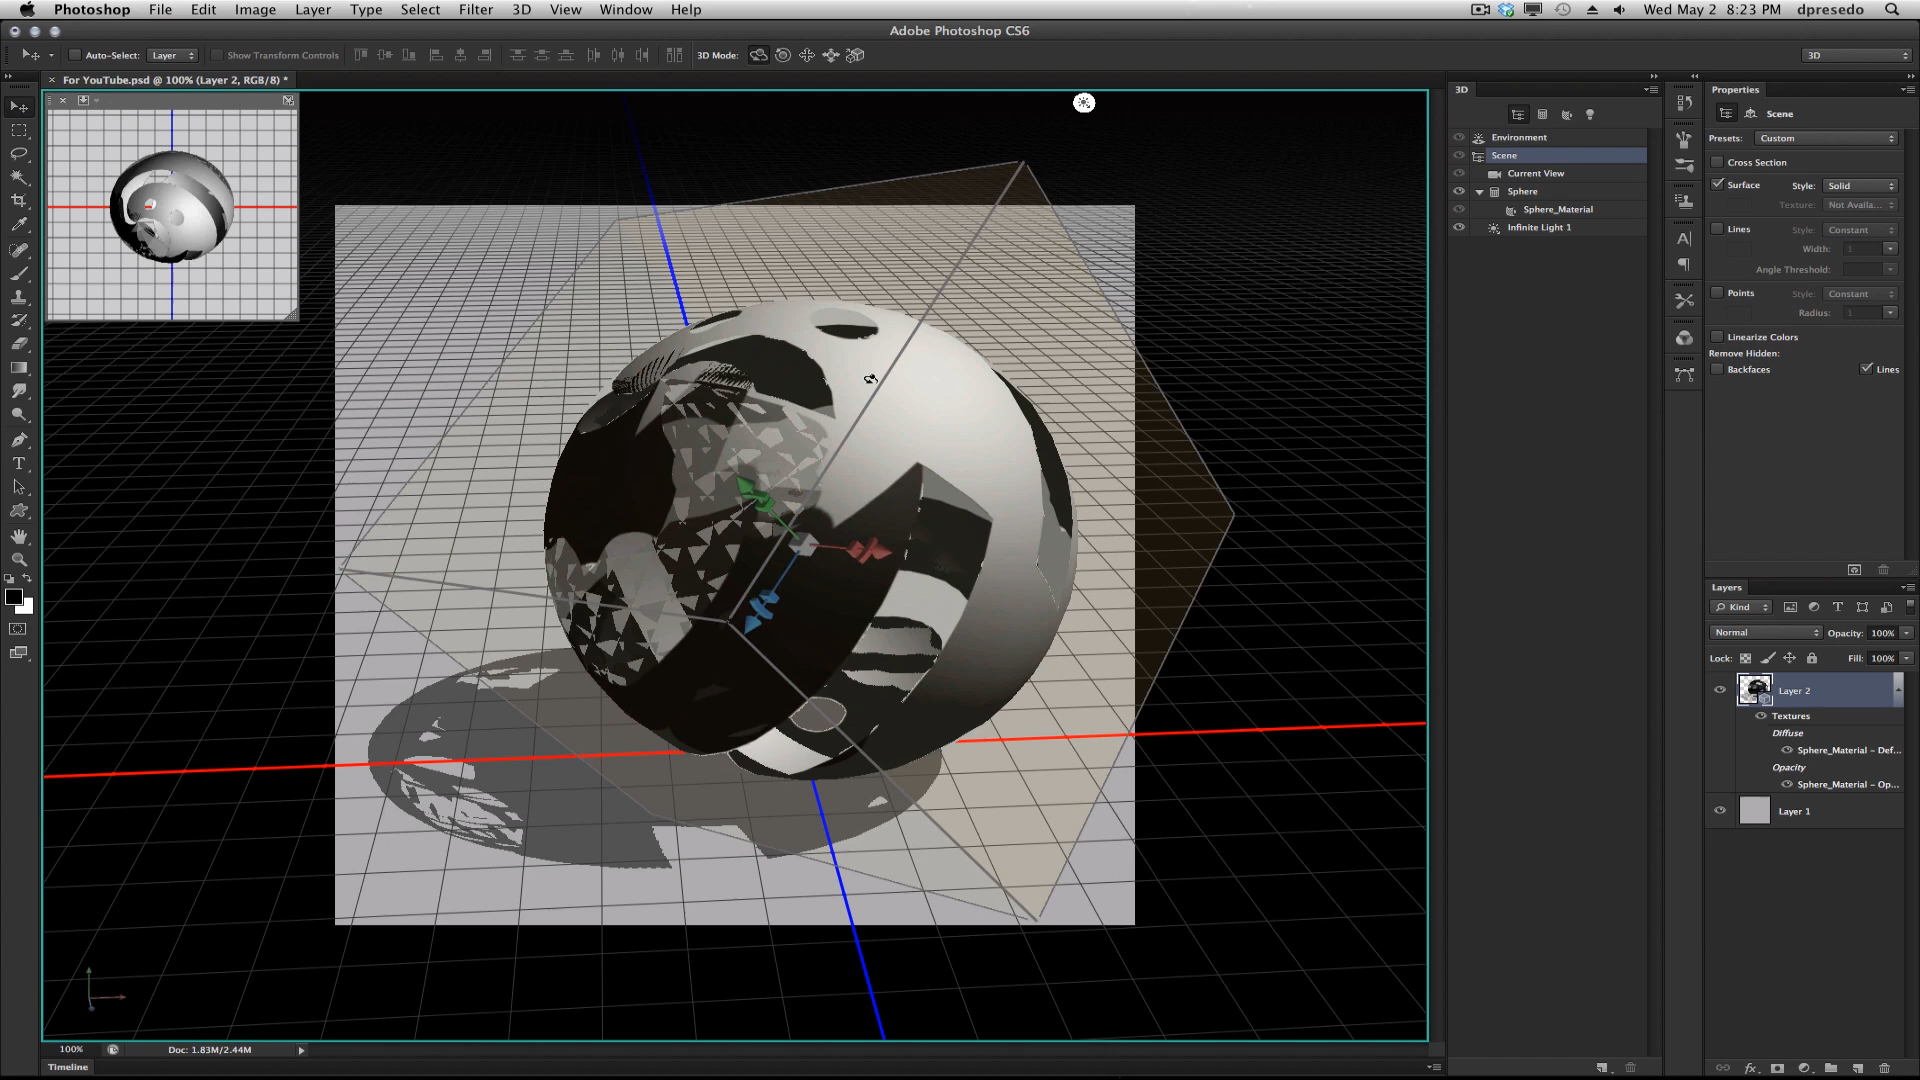 Photoshop File Edit Image Layer Type Select Filter 3D View Window Help Wed May 2 8:23 PM dpresedo
Adobe Photoshop CS6
Auto-Select: Layer Show Transform Controls 3D Mode: 3D
× For YouTube.psd @ 100% (Layer 2, RGB/8) *
3D
Environment
Scene
Current View
Sphere
Sphere_Material
Infinite Light 1
Properties
Scene
Presets: Custom
Cross Section
Surface Style: Solid
Texture: Not Availa...
Lines Style: Constant
Width: 1
Angle Threshold:
Points Style: Constant
Radius: 1
Linearize Colors
Remove Hidden:
Backfaces Lines
Layers
Kind T
Normal Opacity: 100%
Lock: Fill: 100%
Layer 2
Textures
Diffuse
Sphere_Material - Def...
Opacity
Sphere_Material - Op...
Layer 1
fx
T
A
100% Doc: 1.83M/2.44M
Timeline